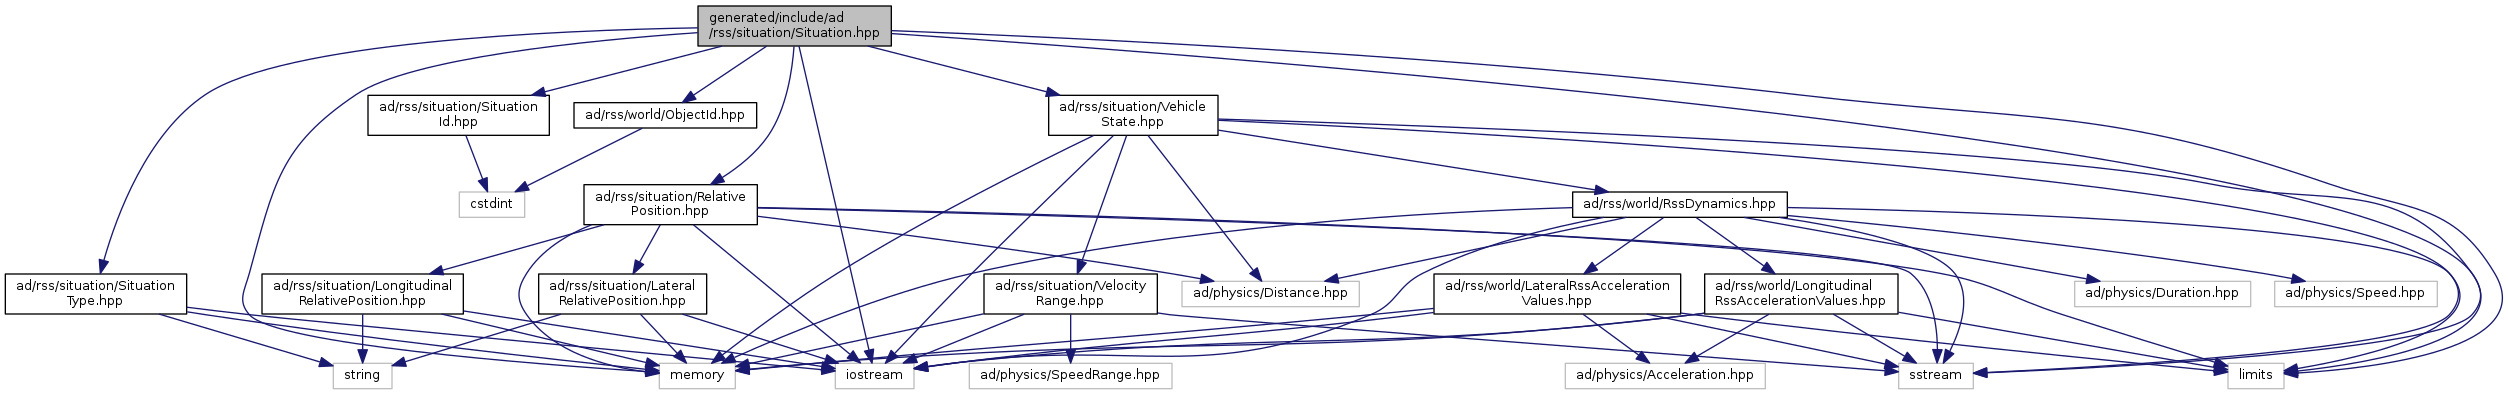 generated/include/ad
/rss/situation/Situation.hpp
ad/rss/situation/Situation
Id.hpp
ad/rss/world/ObjectId.hpp
ad/rss/situation/Vehicle
State.hpp
cstdint
ad/rss/situation/Relative
Position.hpp
ad/rss/world/RssDynamics.hpp
ad/rss/situation/Situation
Type.hpp
ad/rss/situation/Longitudinal
RelativePosition.hpp
ad/rss/situation/Lateral
RelativePosition.hpp
ad/rss/situation/Velocity
Range.hpp
ad/physics/Distance.hpp
ad/rss/world/LateralRssAcceleration
Values.hpp
ad/rss/world/Longitudinal
RssAccelerationValues.hpp
ad/physics/Duration.hpp
ad/physics/Speed.hpp
string
memory
iostream
ad/physics/SpeedRange.hpp
ad/physics/Acceleration.hpp
sstream
limits